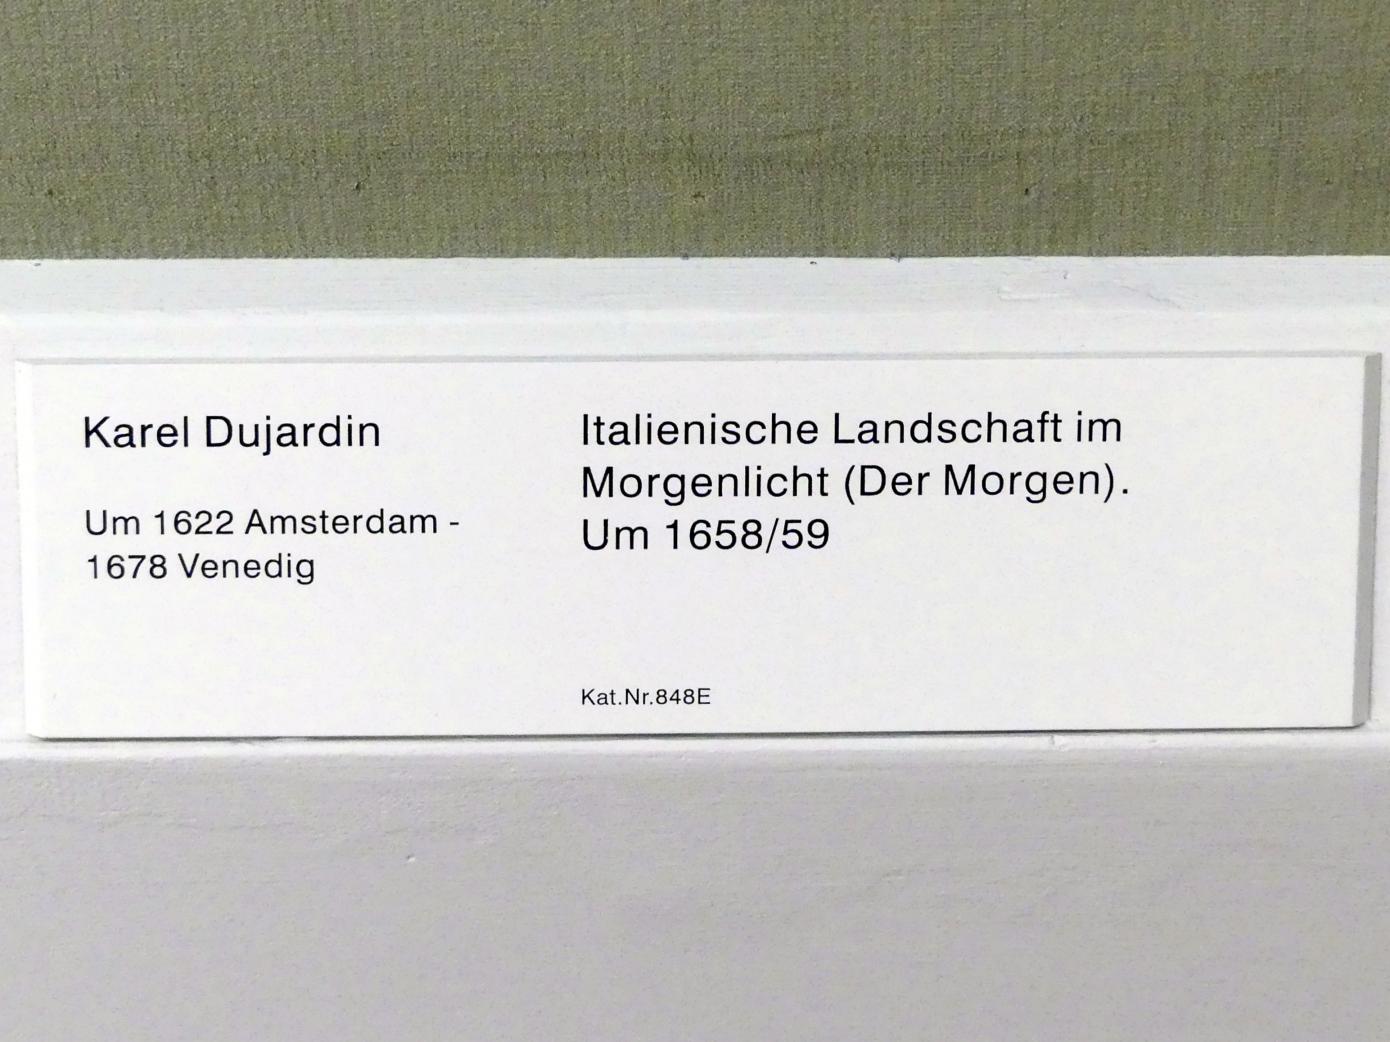 Karel Dujardin
Um 1622 Amsterdam -
1678 Venedig
Italienische Landschaft im
Morgenlicht (Der Morgen).
Um 1658/59
Kat.Nr.848E